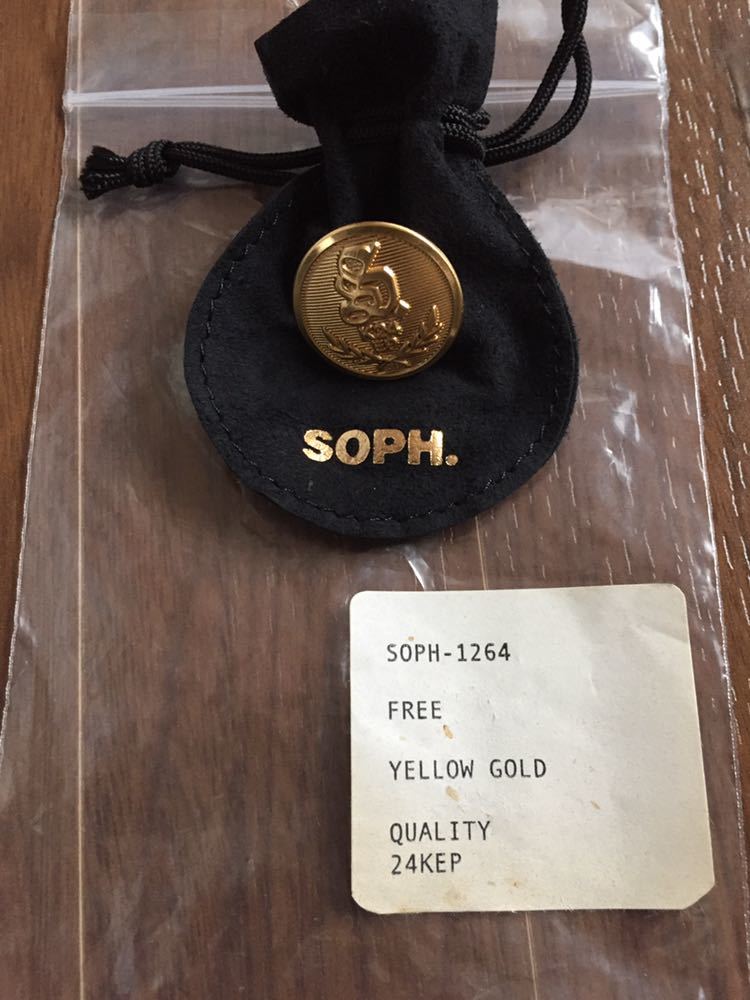 SOPH.
SOPH-1264
FREE
YELLOW GOLD
QUALITY
24KEP